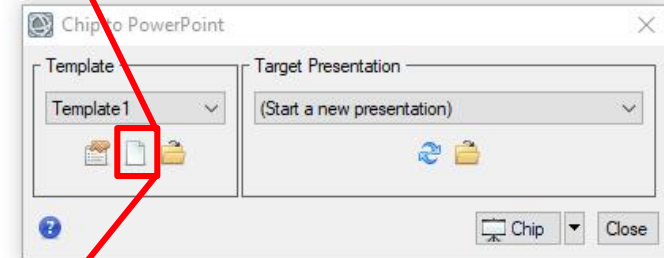 Chip to PowerPoint
Template
Target Presentation
Template1
(Start a new presentation)
?
Chip
Close